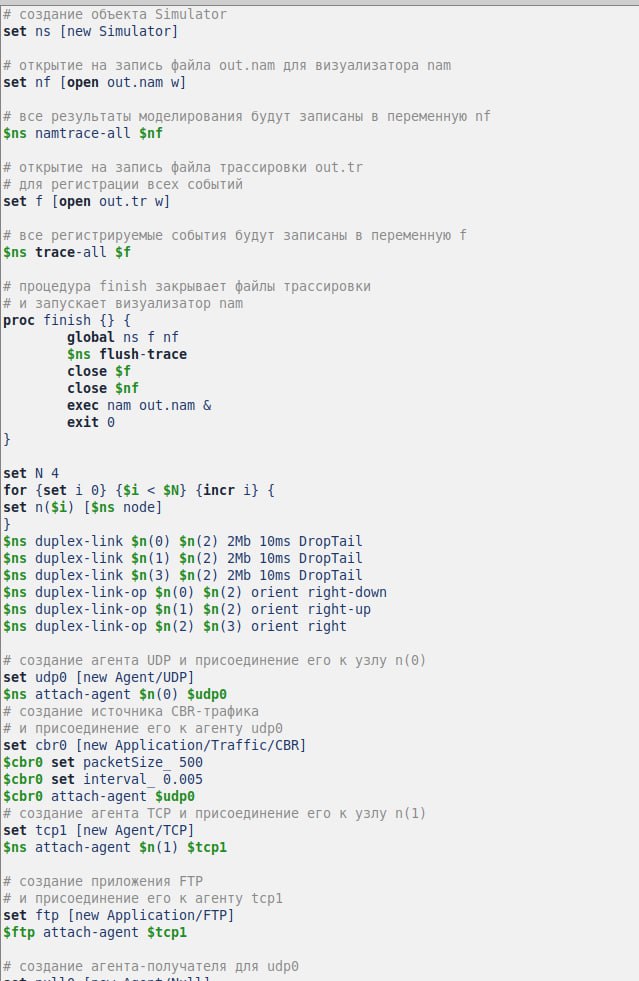 # создание объекта Simulator
set ns [new Simulator]
# открытие на запись файла out.nam для визуализатора nam
set nf [open out.nam w]
# все результаты моделирования будут записаны в переменную nf
$ns namtrace-all $nf
# открытие на запись файла трассировки out.tr
# для регистрации всех событий
set f [open out.tr w]
# все регистрируемые события будут записаны в переменную f
$ns trace-all $f
# процедура finish закрывает файлы трассировки
# и запускает визуализатор nam
proc finish {} {
global ns f nf
$ns flush-trace
close $f
close $nf
exec nam out.nam &
exit 0
}
set N 4
for {set i 0} {$i < $N} {incr i} {
set n($i) [$ns node]
}
$ns duplex-link $n(0) $n(2) 2Mb 10ms DropTail
$ns duplex-link $n(1) $n(2) 2Mb 10ms DropTail
$ns duplex-link $n(3) $n(2) 2Mb 10ms DropTail
$ns duplex-link-op $n(0) $n(2) orient right-down
$ns duplex-link-op $n(1) $n(2) orient right-up
$ns duplex-link-op $n(2) $n(3) orient right
# создание агента UDP и присоединение его к узлу n(0)
set udp0 [new Agent/UDP]
$ns attach-agent $n(0) $udp0
# создание источника CBR-трафика
# и присоединение его к агенту udp0
set cbr0 [new Application/Traffic/CBR]
$cbr0 set packetSize_ 500
$cbr0 set interval_ 0.005
$cbr0 attach-agent $udp0
# создание агента TCP и присоединение его к узлу n(1)
set tcp1 [new Agent/TCP]
$ns attach-agent $n(1) $tcp1
# создание приложения FTP
# и присоединение его к агенту tcp1
set ftp [new Application/FTP]
$ftp attach-agent $tcp1
# создание агента-получателя для udp0